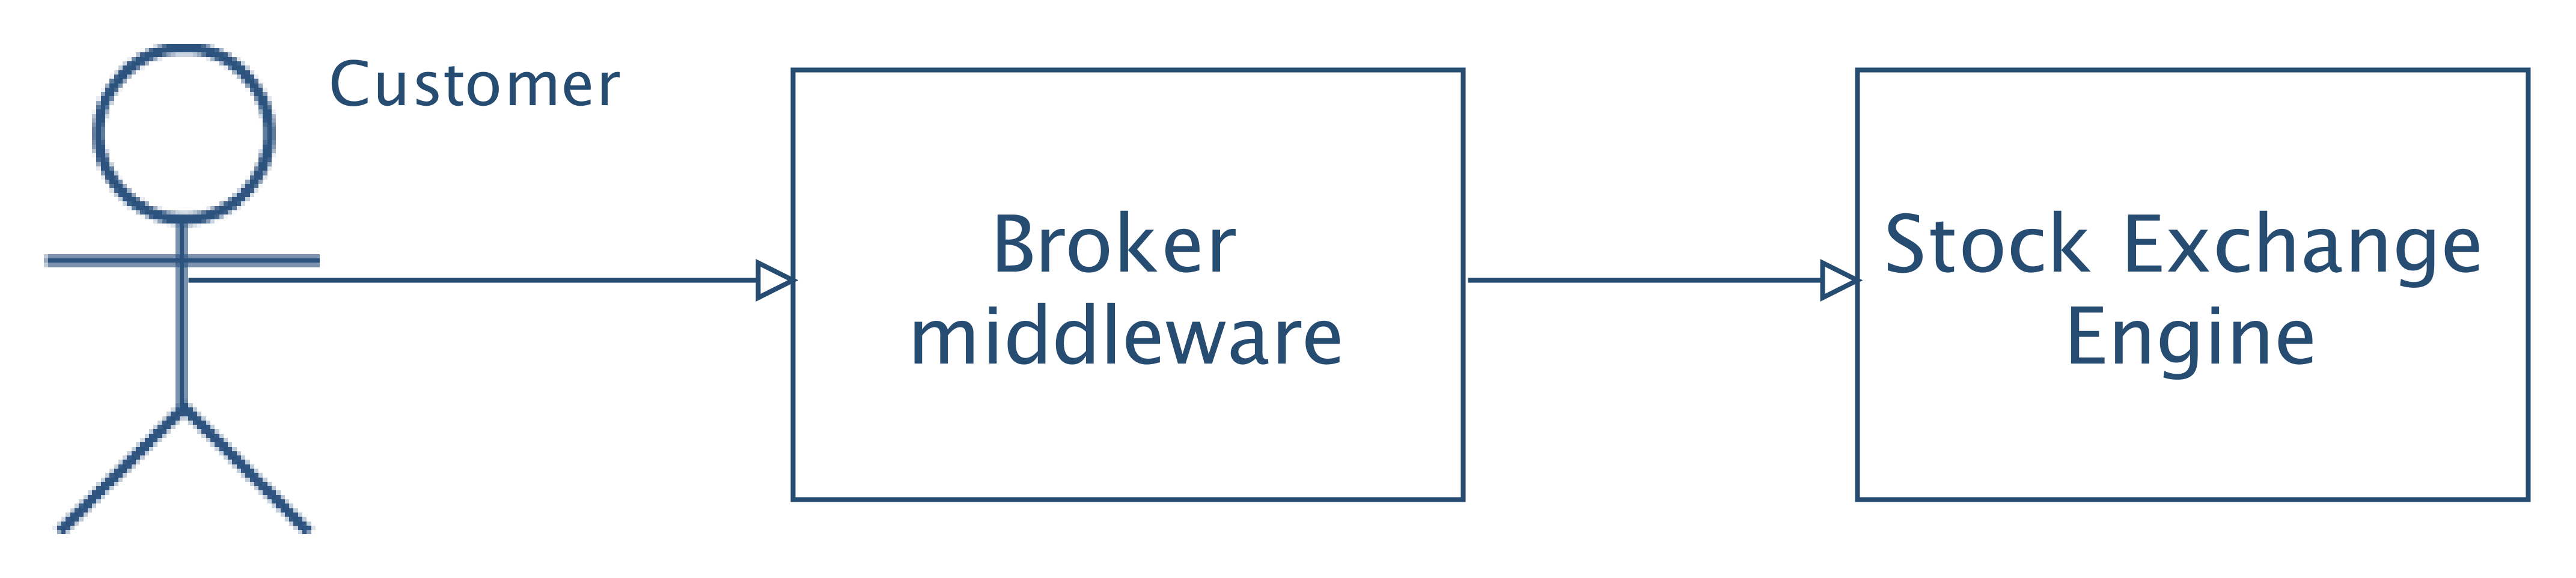 Customer
Broker
middleware
Stock Exchange
Engine